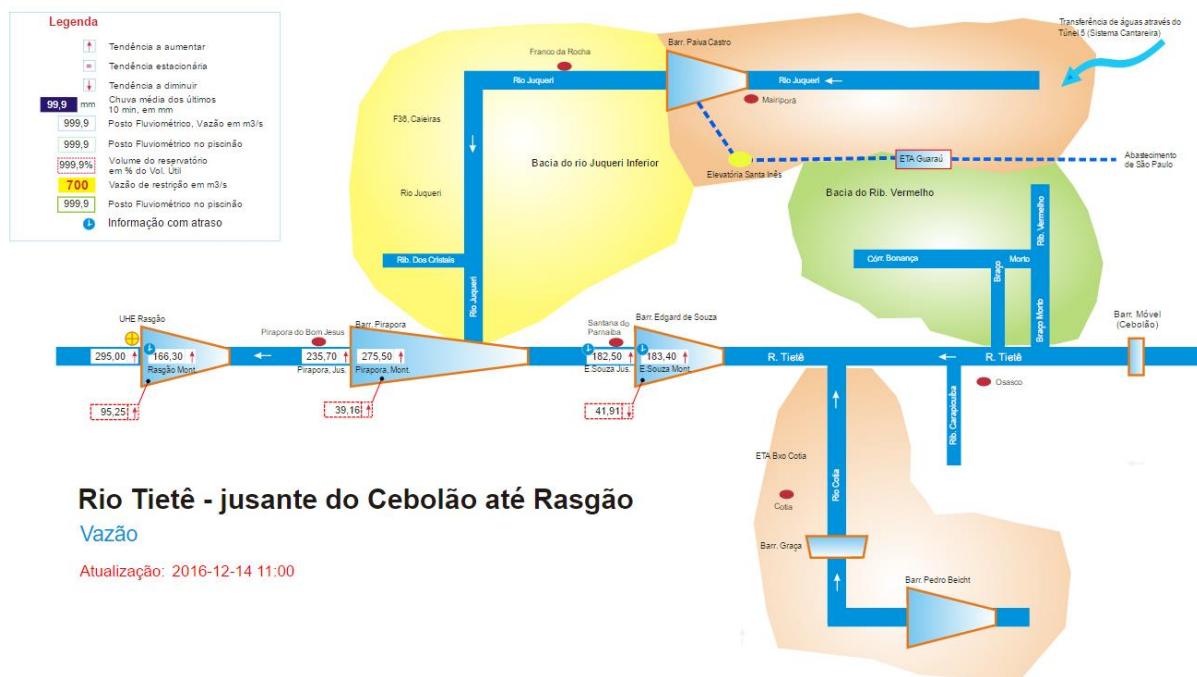 Legenda
Tendência a aumentar
Tendência estacionária
Tendência a diminuir
99,9 mm Chuva média dos últimos
10 min, em mm
999,9 Posto Fluviométrico, Vazão em m3/s
999,9 Posto Fluviométrico no piscinão
999,9% Volume do reservatório
em % do Vol. Útil
700 Vazão de restrição em m3/s
999,9 Posto Fluviométrico no piscinão
Informação com atraso
Transferência de águas através do
Túnel 5 (Sistema Cantareira)
Barr. Paiva Castro
Franco da Rocha
Rio Juqueri
Rio Juqueri
Mairiporã
F38, Caieiras
Bacia do rio Juqueri Inferior
Elevatória Santa Inês
ETA Guaraú
Abastecimento
de São Paulo
Rio Juqueri
Bacia do Rib. Vermelho
Rib. Vermelho
Rib. Dos Cristais
Rio Juqueri
Córr. Bonança
Morto
Braço
Braço Morto
UHE Rasgão
Pirapora do Bom Jesus
Barr. Pirapora
Santana do
Parnaíba
Barr. Edgard de Souza
Barr. Móvel
(Cebolão)
295,00
166,30
235,70
275,50
182,50
183,40
R. Tietê
R. Tietê
Rasgão Mont.
Pirapora, Jus.
Pirapora, Mont.
E.Souza Jus.
E.Souza Mont.
Osasco
Rib. Carapicuíba
95,25
39,16
41,91
ETA Bxo Cotia
Rio Cotia
Cotia
Barr. Graça
Barr. Pedro Beicht
Rio Tietê - jusante do Cebolão até Rasgão
Vazão
Atualização: 2016-12-14 11:00